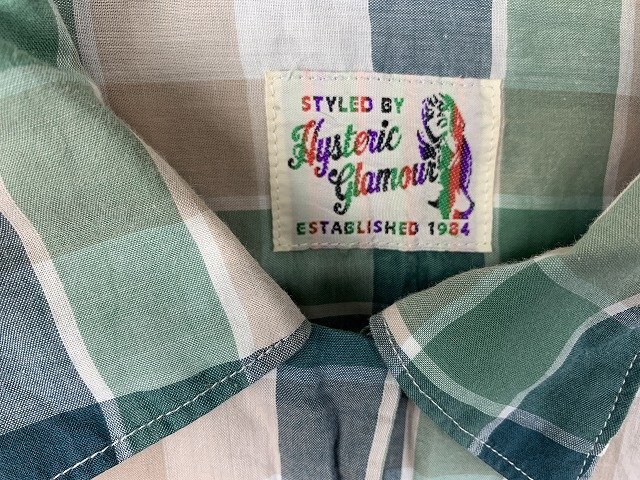 STYLED BY
Hysteric
Glamour
ESTABLISHED 1984